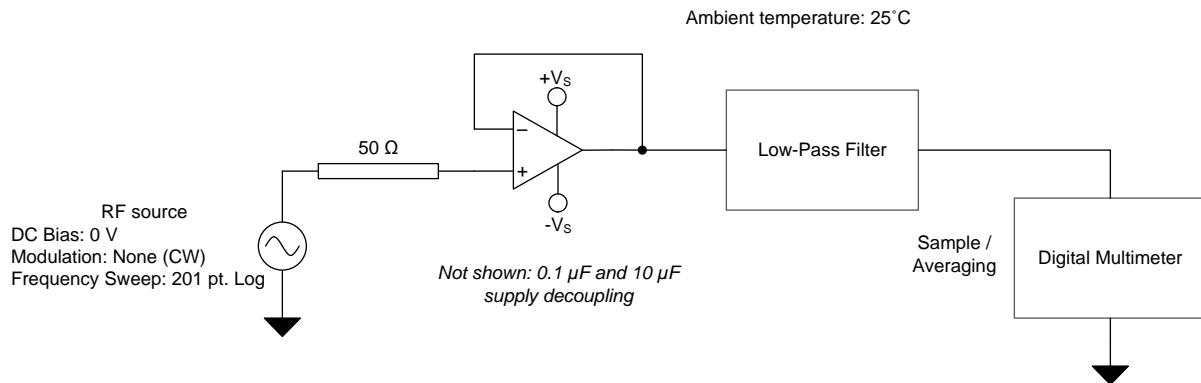 Ambient temperature: 25˚C
+VS
50 Ω
−
+
Low-Pass Filter
RF source
DC Bias: 0 V
Modulation: None (CW)
Frequency Sweep: 201 pt. Log
-VS
Not shown: 0.1 µF and 10 µF
supply decoupling
Sample /
Averaging
Digital Multimeter